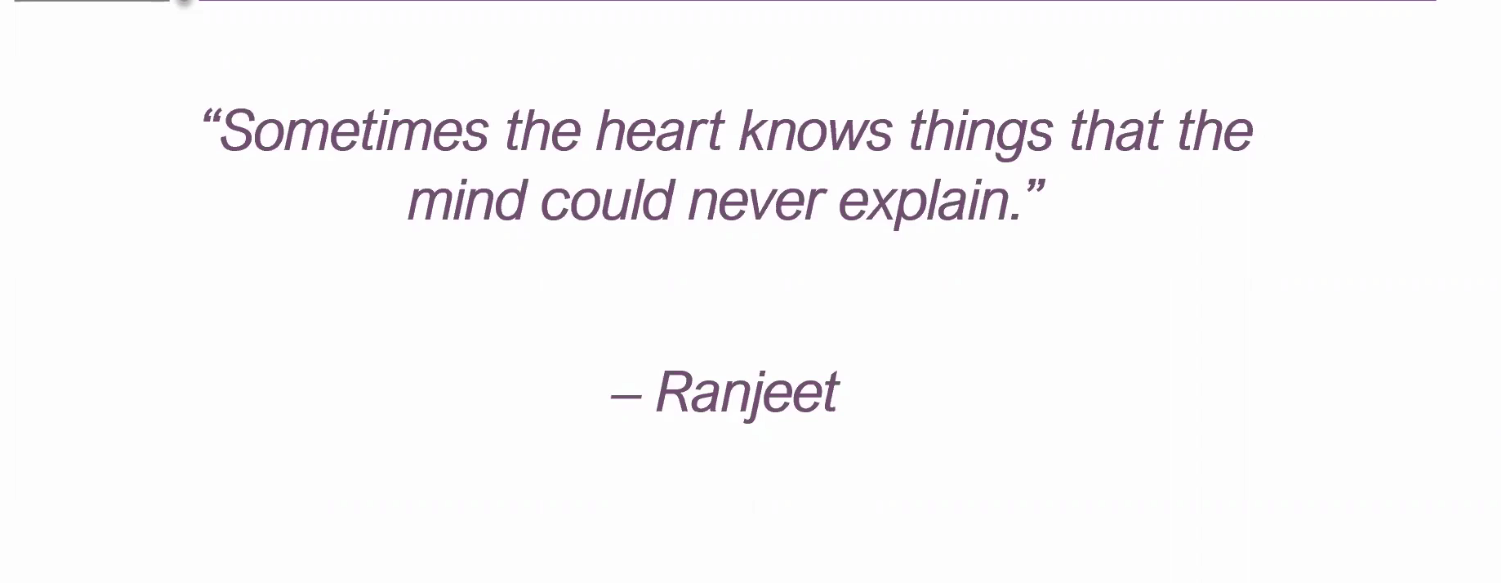 “Sometimes the heart knows things that the
mind could never explain.”
– Ranjeet